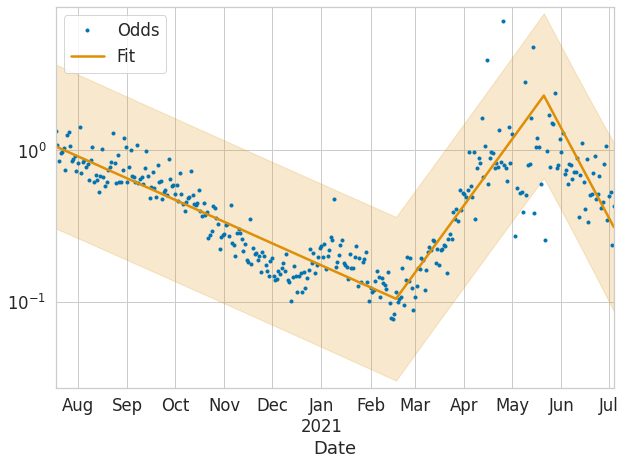 Odds
Fit
10⁰
10⁻¹
Aug Sep Oct Nov Dec Jan Feb Mar Apr May Jun Jul
2021
Date